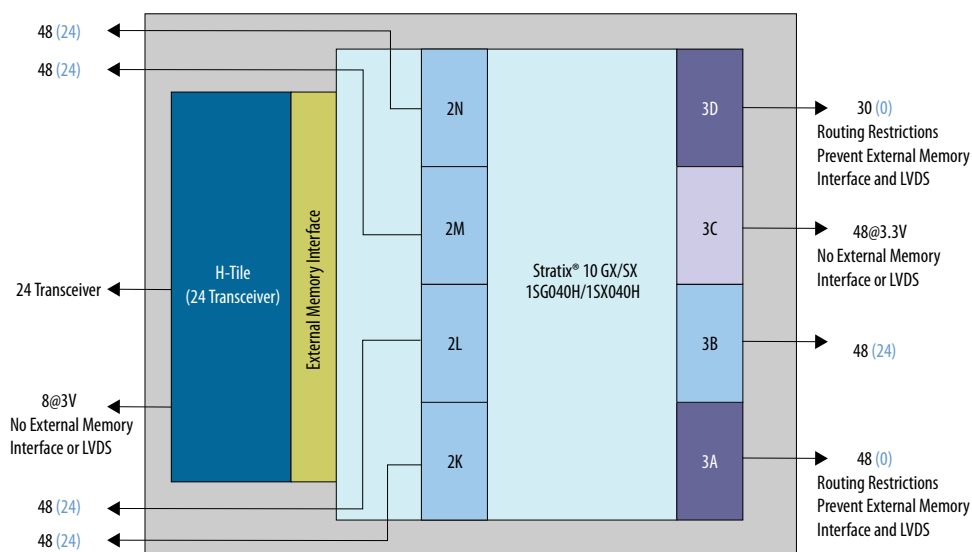 48 (24)
48 (24)
24 Transceiver
8@3V
No External Memory
Interface or LVDS
48 (24)
48 (24)
H-Tile
(24 Transceiver)
External Memory Interface
2N
2M
2L
2K
Stratix® 10 GX/SX
1SG040H/1SX040H
3D
3C
3B
3A
30 (0)
Routing Restrictions
Prevent External Memory
Interface and LVDS
48@3.3V
No External Memory
Interface or LVDS
48 (24)
48 (0)
Routing Restrictions
Prevent External Memory
Interface and LVDS